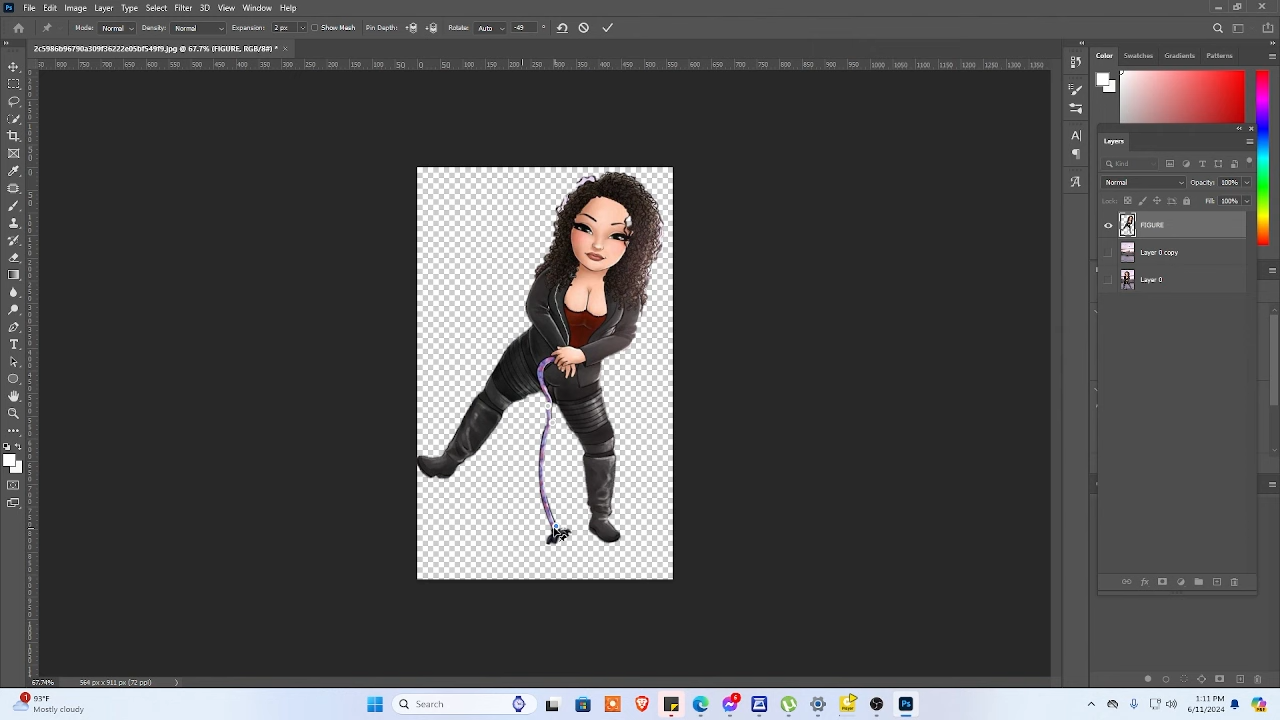 Ps File Edit Image Layer Type Select Filter 3D View Window Help
Mode: Normal Density: Normal Expansion: 2 px Show Mesh Pin Depth: Rotate: Auto -49 °
2c5986b96790a309f36222e05bf549f9.jpg @ 67.7% (FIGURE, RGB/8#) * ×
Color Swatches Gradients Patterns
Layers
Kind
Normal Opacity: 100%
Lock: Fill: 100%
FIGURE
Layer 0 copy
Layer 0
67.74% 564 px x 911 px (72 ppi)
93°F
Mostly cloudy
Search
1:11 PM
6/11/2024